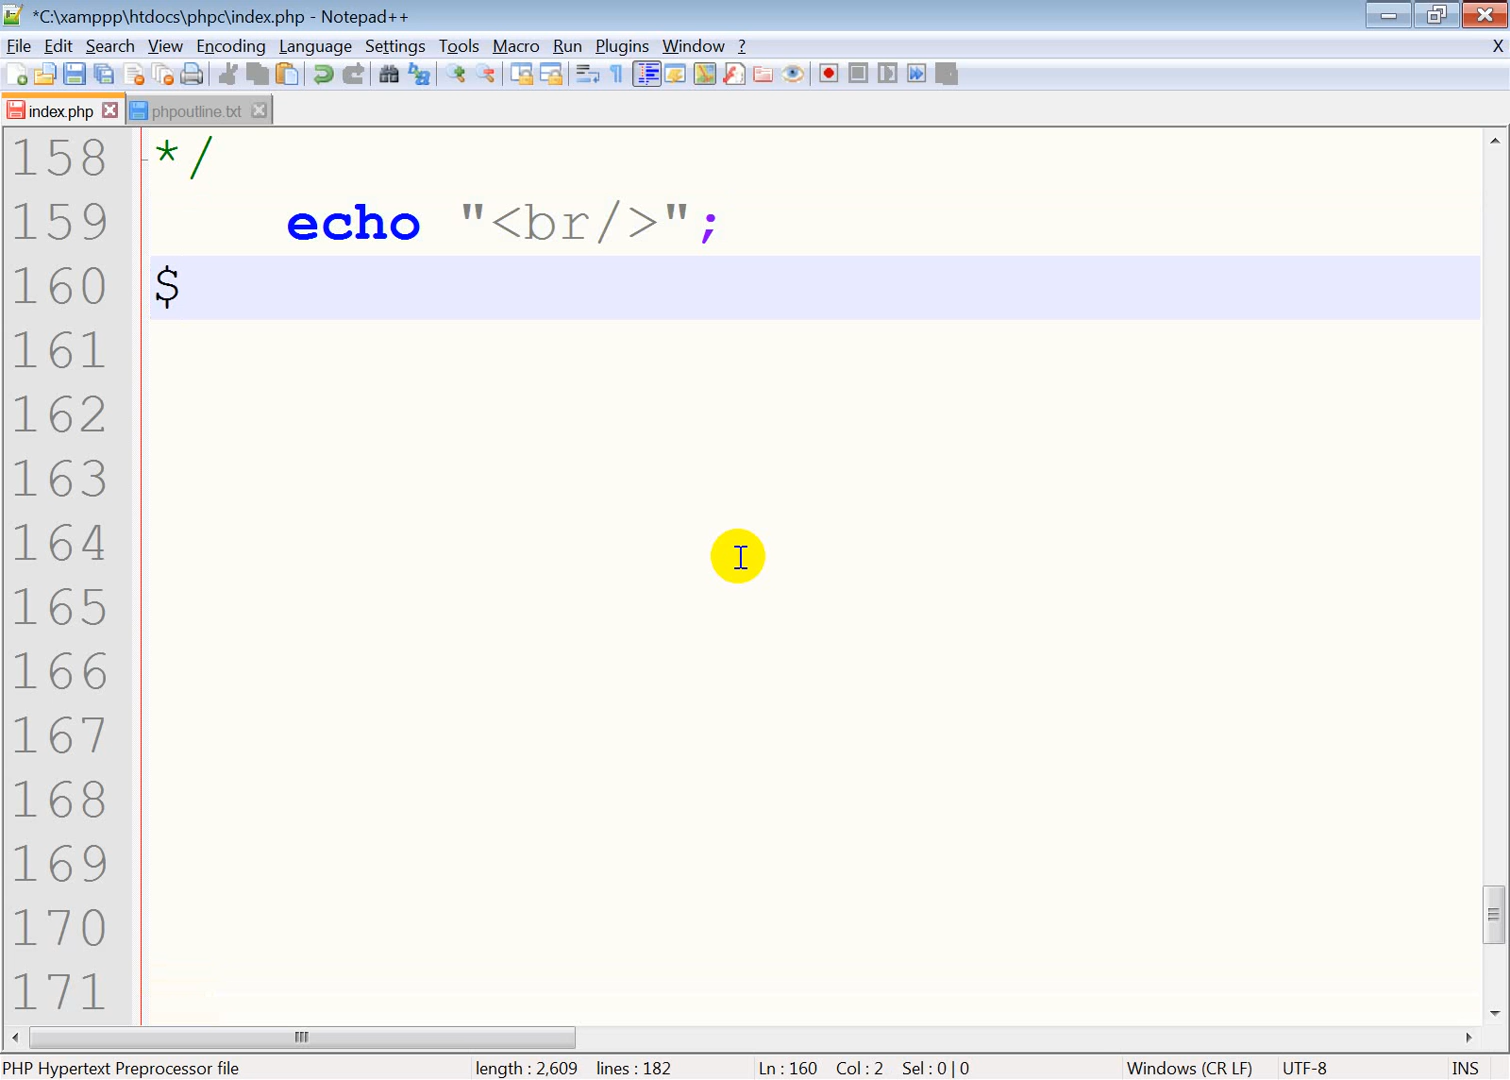 *C:\xamppp\htdocs\phpc\index.php - Notepad++
File Edit Search View Encoding Language Settings Tools Macro Run Plugins Window ? X
index.php phpoutline.txt
158 */
159 echo "<br/>";
160 $
161
162
163
164
165
166
167
168
169
170
171
PHP Hypertext Preprocessor file length : 2,609 lines : 182 Ln : 160 Col : 2 Sel : 0 | 0 Windows (CR LF) UTF-8 INS